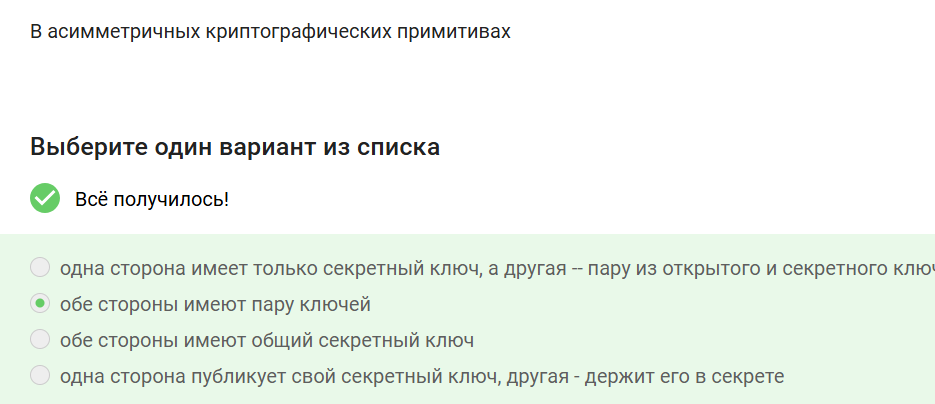 В асимметричных криптографических примитивах
Выберите один вариант из списка
Всё получилось!
одна сторона имеет только секретный ключ, а другая -- пару из открытого и секретного ключ
обе стороны имеют пару ключей
обе стороны имеют общий секретный ключ
одна сторона публикует свой секретный ключ, другая - держит его в секрете